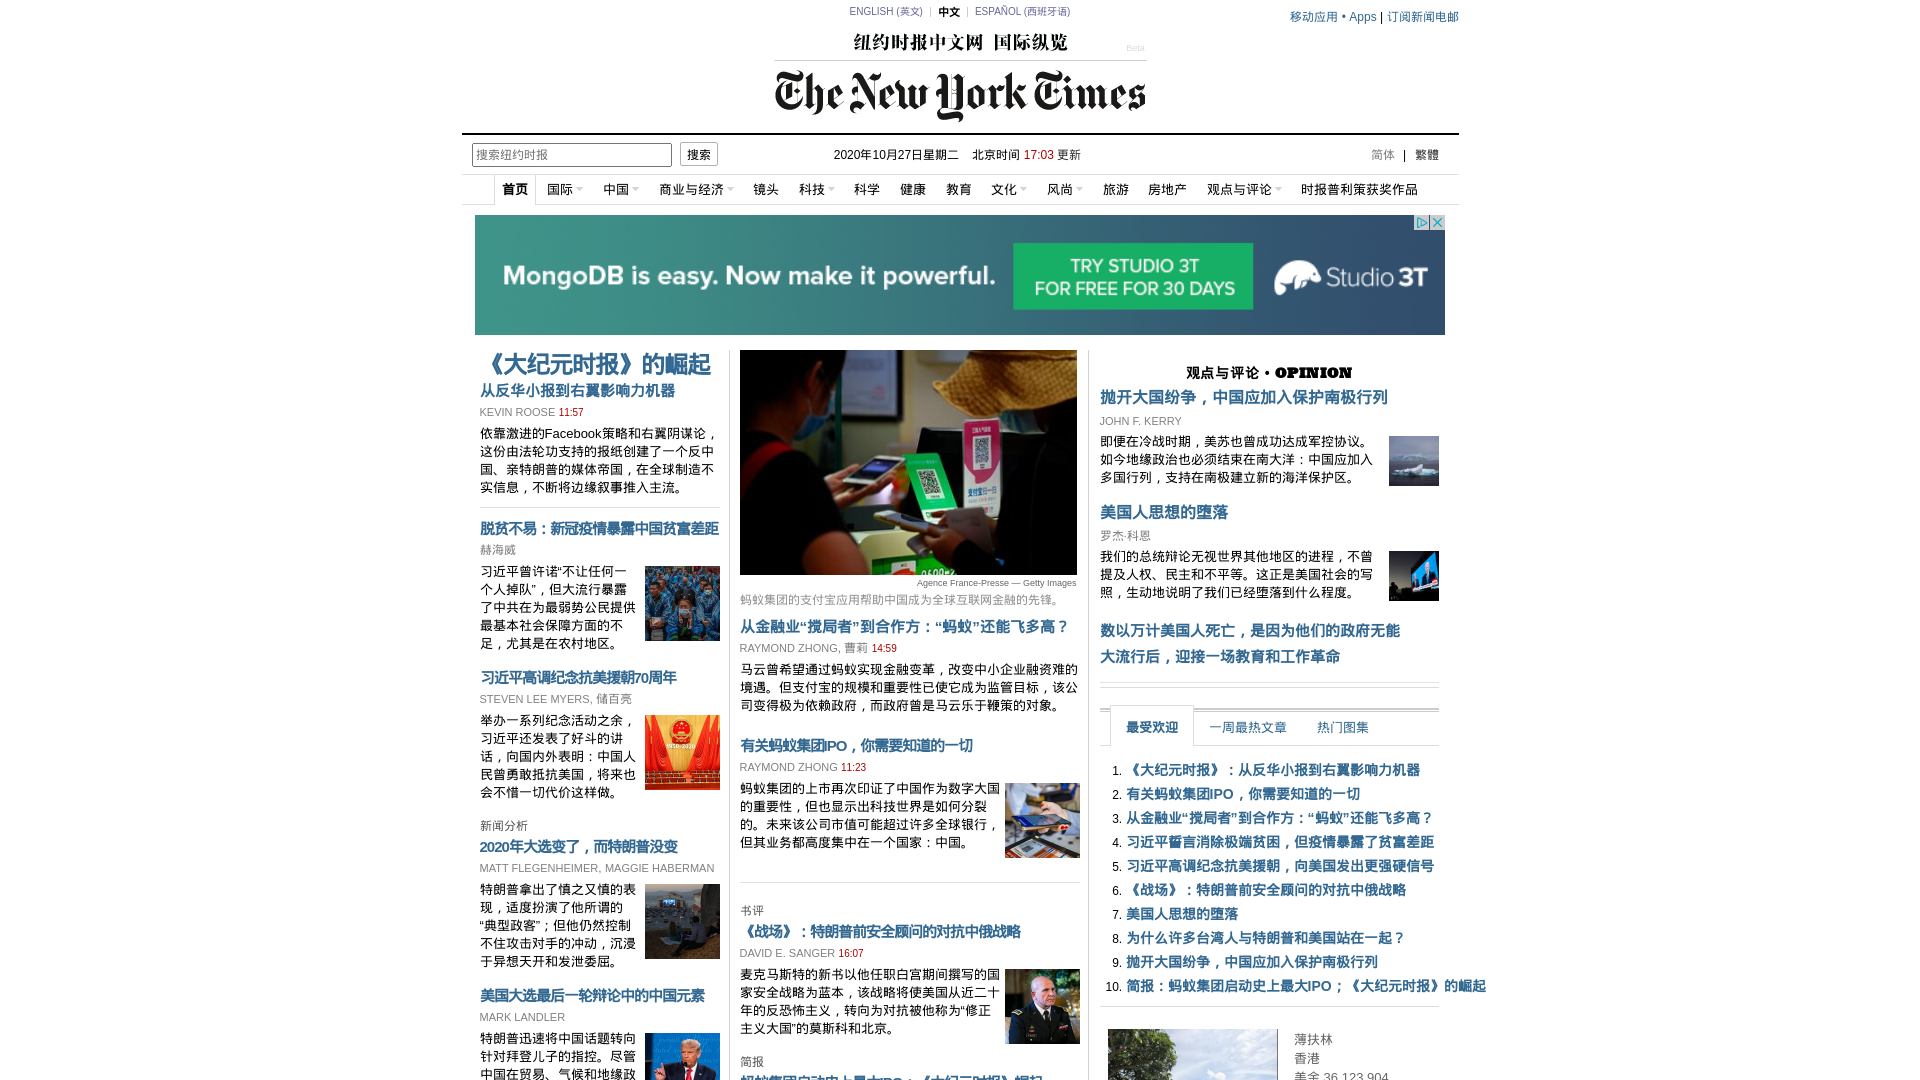 ENGLISH (英文) | 中文 | ESPAÑOL (西班牙语)
移动应用 • Apps | 订阅新闻电邮
纽约时报中文网 国际纵览
Beta
The New York Times
搜索纽约时报 搜索
2020年10月27日星期二 北京时间 17:03 更新
简体 | 繁體
首页 国际 中国 商业与经济 镜头 科技 科学 健康 教育 文化 风尚 旅游 房地产 观点与评论 时报普利策获奖作品
MongoDB is easy. Now make it powerful.
TRY STUDIO 3T
FOR FREE FOR 30 DAYS
Studio 3T
《大纪元时报》的崛起
从反华小报到右翼影响力机器
KEVIN ROOSE 11:57
依靠激进的Facebook策略和右翼阴谋论，
这份由法轮功支持的报纸创建了一个反中
国、亲特朗普的媒体帝国，在全球制造不
实信息，不断将边缘叙事推入主流。
脱贫不易：新冠疫情暴露中国贫富差距
赫海威
习近平曾许诺“不让任何一
个人掉队”，但大流行暴露
了中共在为最弱势公民提供
最基本社会保障方面的不
足，尤其是在农村地区。
习近平高调纪念抗美援朝70周年
STEVEN LEE MYERS, 储百亮
举办一系列纪念活动之余，
习近平还发表了好斗的讲
话，向国内外表明：中国人
民曾勇敢抵抗美国，将来也
会不惜一切代价这样做。
新闻分析
2020年大选变了，而特朗普没变
MATT FLEGENHEIMER, MAGGIE HABERMAN
特朗普拿出了慎之又慎的表
现，适度扮演了他所谓的
“典型政客”；但他仍然控制
不住攻击对手的冲动，沉浸
于异想天开和发泄委屈。
美国大选最后一轮辩论中的中国元素
MARK LANDLER
特朗普迅速将中国话题转向
针对拜登儿子的指控。尽管
中国在贸易、气候和地缘政
Agence France-Presse — Getty Images
蚂蚁集团的支付宝应用帮助中国成为全球互联网金融的先锋。
从金融业“搅局者”到合作方：“蚂蚁”还能飞多高？
RAYMOND ZHONG, 曹莉 14:59
马云曾希望通过蚂蚁实现金融变革，改变中小企业融资难的
境遇。但支付宝的规模和重要性已使它成为监管目标，该公
司变得极为依赖政府，而政府曾是马云乐于鞭策的对象。
有关蚂蚁集团IPO，你需要知道的一切
RAYMOND ZHONG 11:23
蚂蚁集团的上市再次印证了中国作为数字大国
的重要性，但也显示出科技世界是如何分裂
的。未来该公司市值可能超过许多全球银行，
但其业务都高度集中在一个国家：中国。
书评
《战场》：特朗普前安全顾问的对抗中俄战略
DAVID E. SANGER 16:07
麦克马斯特的新书以他任职白宫期间撰写的国
家安全战略为蓝本，该战略将使美国从近二十
年的反恐怖主义，转向为对抗被他称为“修正
主义大国”的莫斯科和北京。
简报
蚂蚁集团启动史上最大IPO；《大纪元时报》崛起
观点与评论 • OPINION
抛开大国纷争，中国应加入保护南极行列
JOHN F. KERRY
即便在冷战时期，美苏也曾成功达成军控协议。
如今地缘政治也必须结束在南大洋：中国应加入
多国行列，支持在南极建立新的海洋保护区。
美国人思想的堕落
罗杰·科恩
我们的总统辩论无视世界其他地区的进程，不曾
提及人权、民主和不平等。这正是美国社会的写
照，生动地说明了我们已经堕落到什么程度。
数以万计美国人死亡，是因为他们的政府无能
大流行后，迎接一场教育和工作革命
最受欢迎 一周最热文章 热门图集
1. 《大纪元时报》：从反华小报到右翼影响力机器
2. 有关蚂蚁集团IPO，你需要知道的一切
3. 从金融业“搅局者”到合作方：“蚂蚁”还能飞多高？
4. 习近平誓言消除极端贫困，但疫情暴露了贫富差距
5. 习近平高调纪念抗美援朝，向美国发出更强硬信号
6. 《战场》：特朗普前安全顾问的对抗中俄战略
7. 美国人思想的堕落
8. 为什么许多台湾人与特朗普和美国站在一起？
9. 抛开大国纷争，中国应加入保护南极行列
10. 简报：蚂蚁集团启动史上最大IPO；《大纪元时报》的崛起
薄扶林
香港
美金 36,123,904